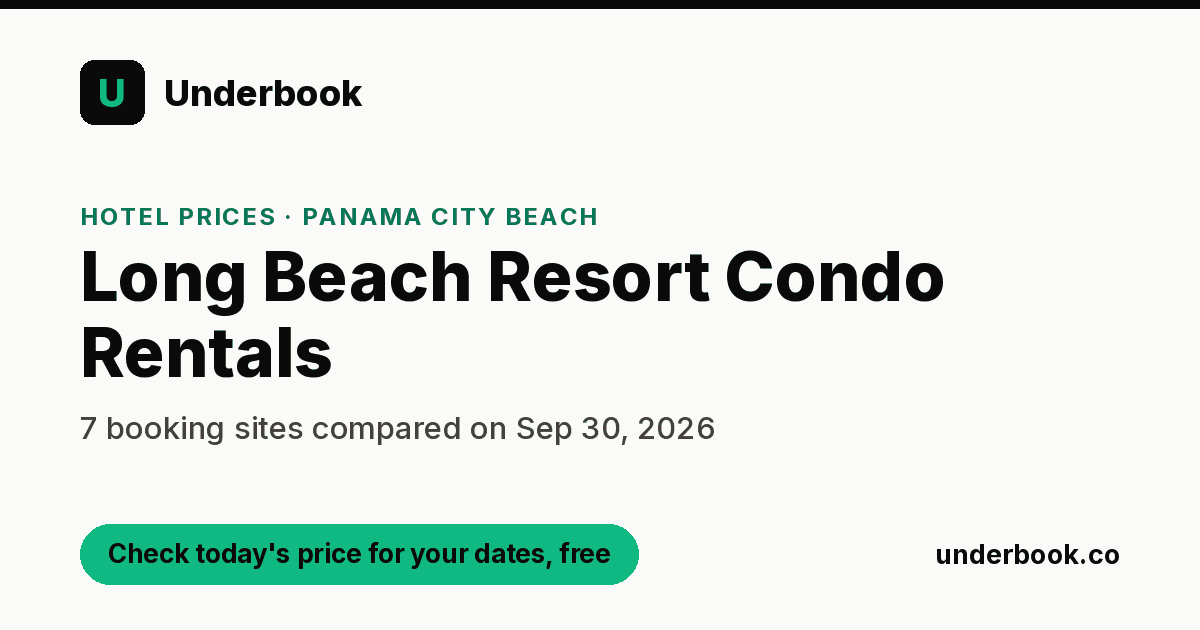 U Underbook
HOTEL PRICES · PANAMA CITY BEACH
Long Beach Resort Condo
Rentals
7 booking sites compared on Sep 30, 2026
Check today's price for your dates, free
underbook.co